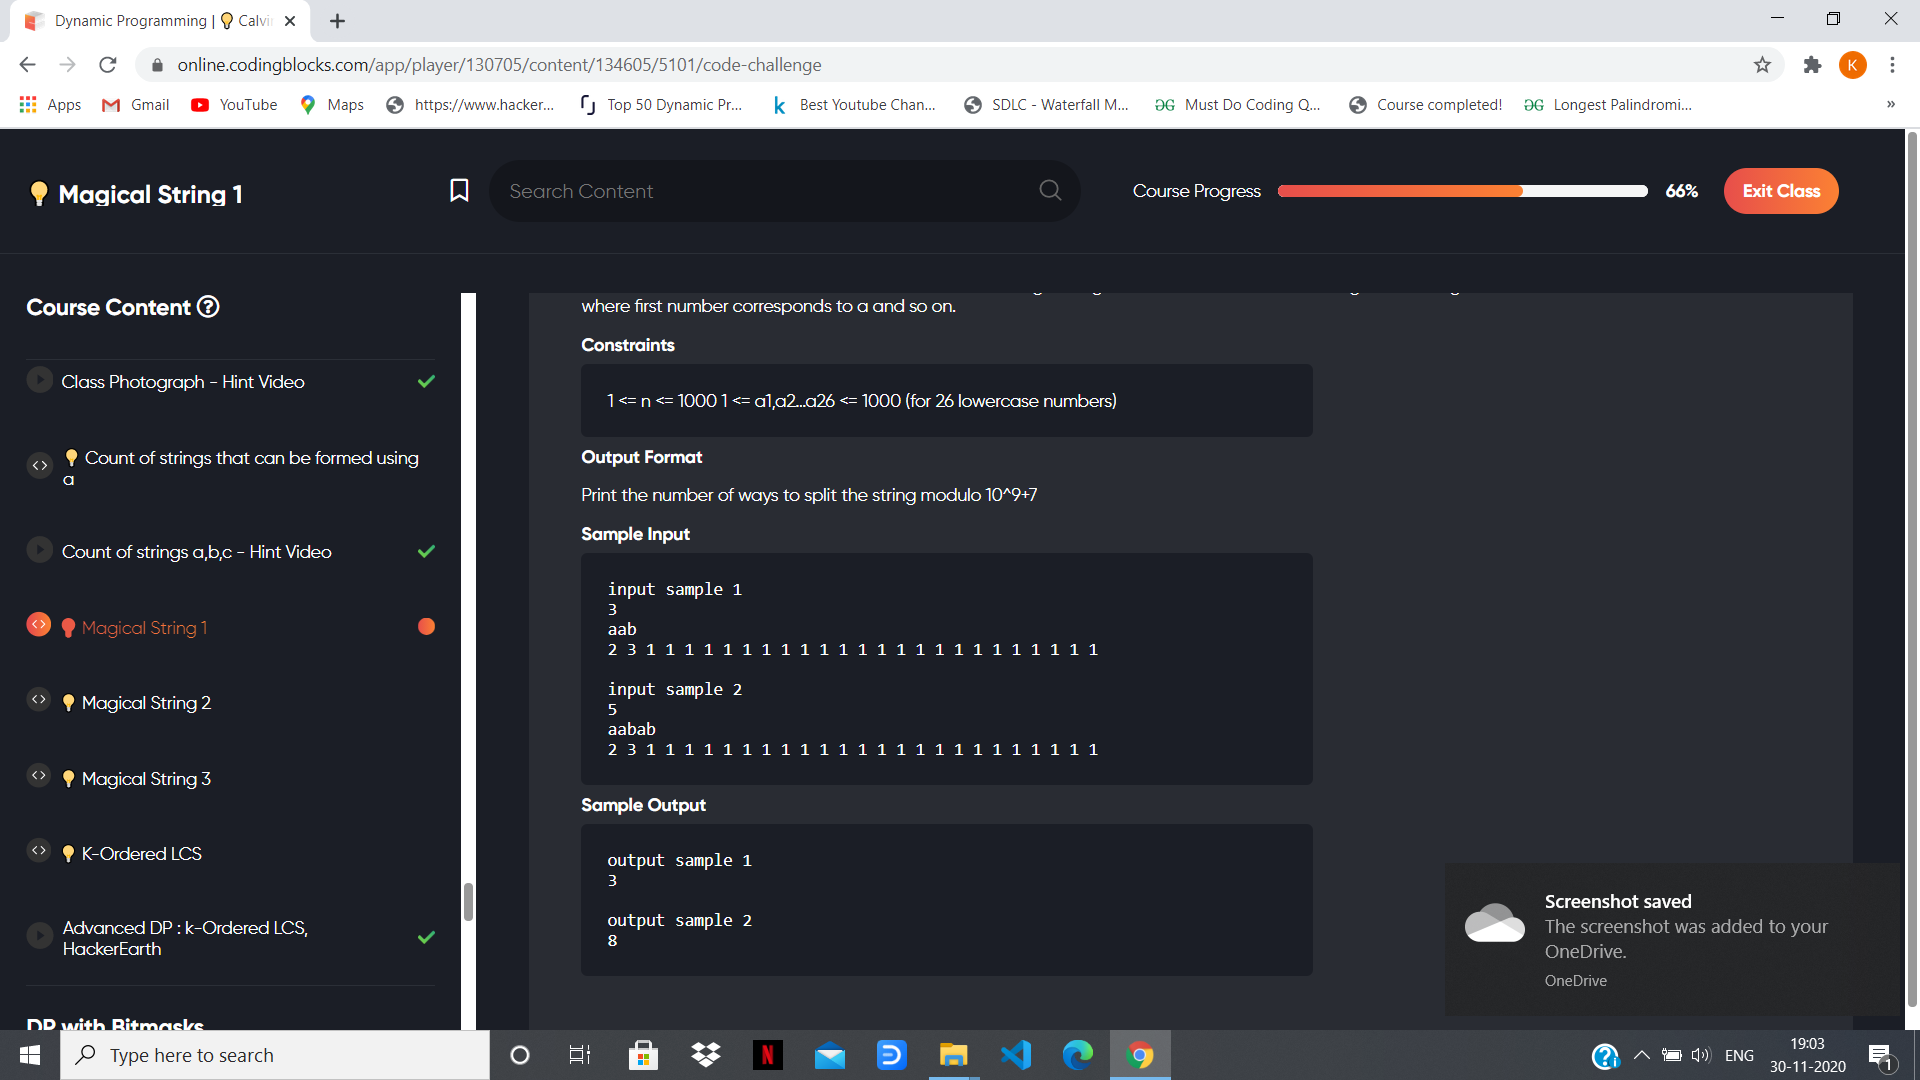 Dynamic Programming | 💡 Calvi
online.codingblocks.com/app/player/130705/content/134605/5101/code-challenge
K
Apps
Gmail
YouTube
Maps
https://www.hacker...
Top 50 Dynamic Pr...
Best Youtube Chan...
SDLC - Waterfall M...
Must Do Coding Q...
Course completed!
Longest Palindromi...
»
Magical String 1
Search Content
Course Progress
66%
Exit Class
Course Content
Class Photograph - Hint Video
Count of strings that can be formed using
a
Count of strings a,b,c - Hint Video
Magical String 1
Magical String 2
Magical String 3
K-Ordered LCS
Advanced DP : k-Ordered LCS,
HackerEarth
DP with Bitmasks
where first number corresponds to a and so on.
Constraints
1 <= n <= 1000 1 <= a1,a2...a26 <= 1000 (for 26 lowercase numbers)
Output Format
Print the number of ways to split the string modulo 10^9+7
Sample Input
input sample 1
3
aab
2 3 1 1 1 1 1 1 1 1 1 1 1 1 1 1 1 1 1 1 1 1 1 1 1 1
input sample 2
5
aabab
2 3 1 1 1 1 1 1 1 1 1 1 1 1 1 1 1 1 1 1 1 1 1 1 1 1
Sample Output
output sample 1
3
output sample 2
8
Screenshot saved
The screenshot was added to your
OneDrive.
OneDrive
Type here to search
ENG
19:03
30-11-2020
1